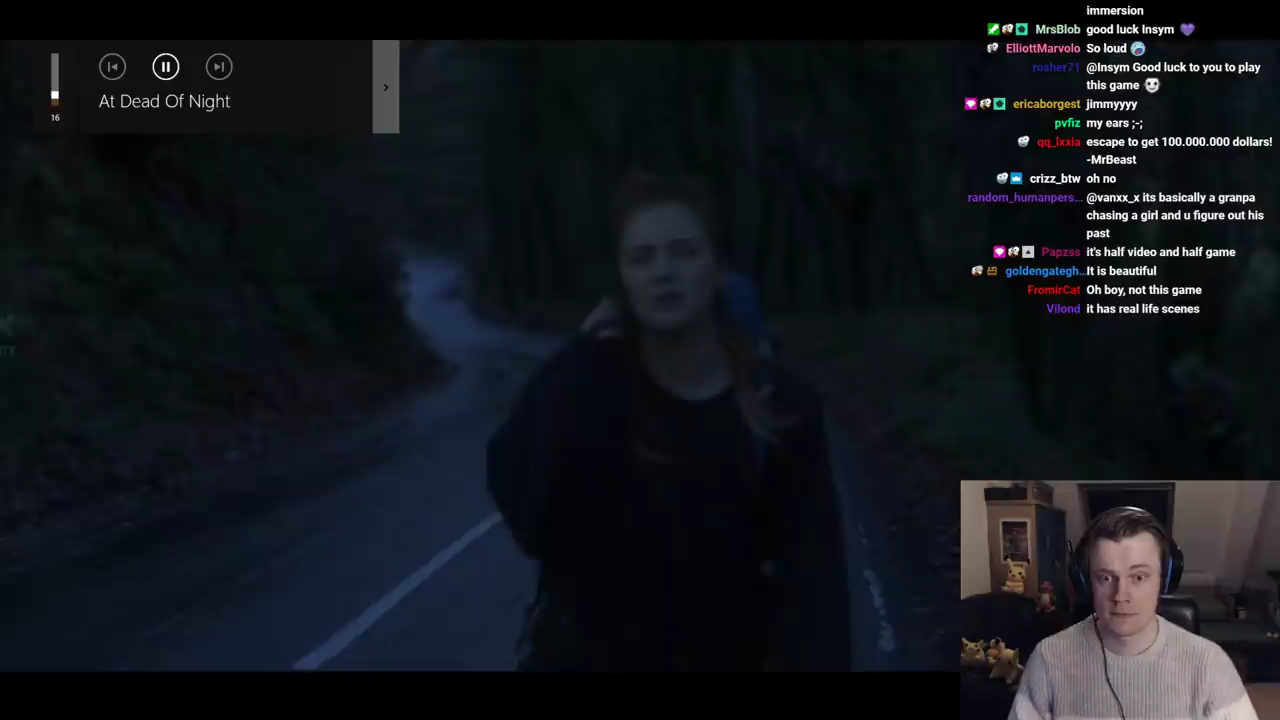 16
At Dead Of Night
immersion
MrsBlob good luck Insym
ElliottMarvolo So loud
rosher71 @Insym Good luck to you to play
this game
ericaborgest jimmyyyy
pvfiz my ears ;-;
qq_lxxia escape to get 100.000.000 dollars!
-MrBeast
crizz_btw oh no
random_humanpers... @vanxx_x its basically a granpa
chasing a girl and u figure out his
past
Papzss it's half video and half game
goldengategh... It is beautiful
FromirCat Oh boy, not this game
Vilond it has real life scenes